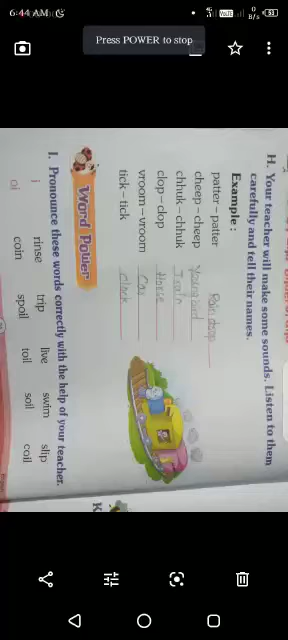 6:44 AM
Press POWER to stop
H. Your teacher will make some sounds. Listen to them
carefully and tell their names.
Example :
patter – patter Rain drop
cheep – cheep
chhuk – chhuk Train
clop – clop Horse
vroom – vroom Car
tick – tick Clock
Word Power
I. Pronounce these words correctly with the help of your teacher.
i rinse trip live swim slip
oi coin spoil toil soil coil